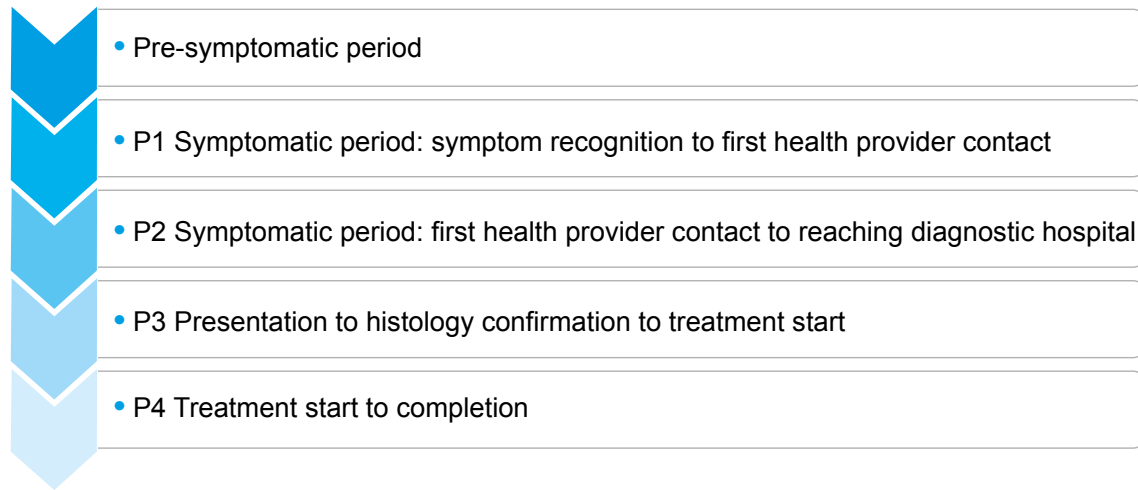 • Pre-symptomatic period
• P1 Symptomatic period: symptom recognition to first health provider contact
• P2 Symptomatic period: first health provider contact to reaching diagnostic hospital
• P3 Presentation to histology confirmation to treatment start
• P4 Treatment start to completion